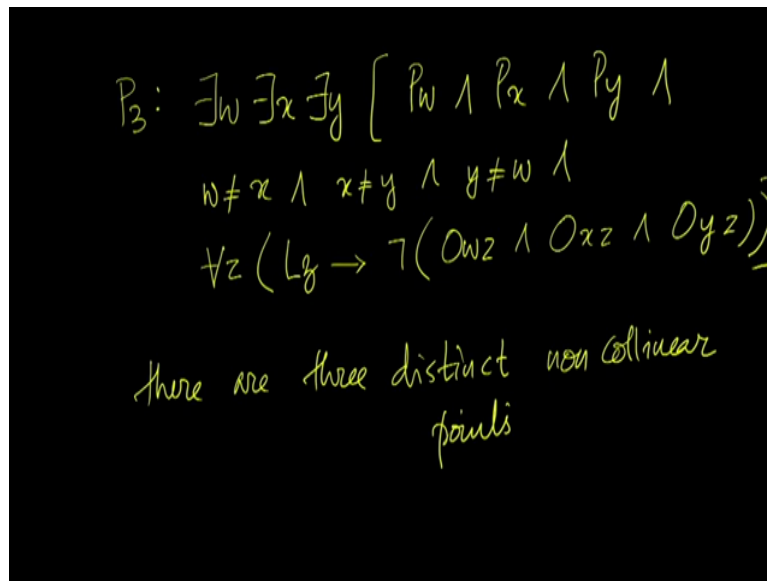 P₃: ∃w ∃x ∃y [ Pw ∧ Px ∧ Py ∧
w≠x ∧ x≠y ∧ y≠w ∧
∀z ( Lz → ¬( Owz ∧ Oxz ∧ Oyz ) ) ]
there are three distinct non collinear
points